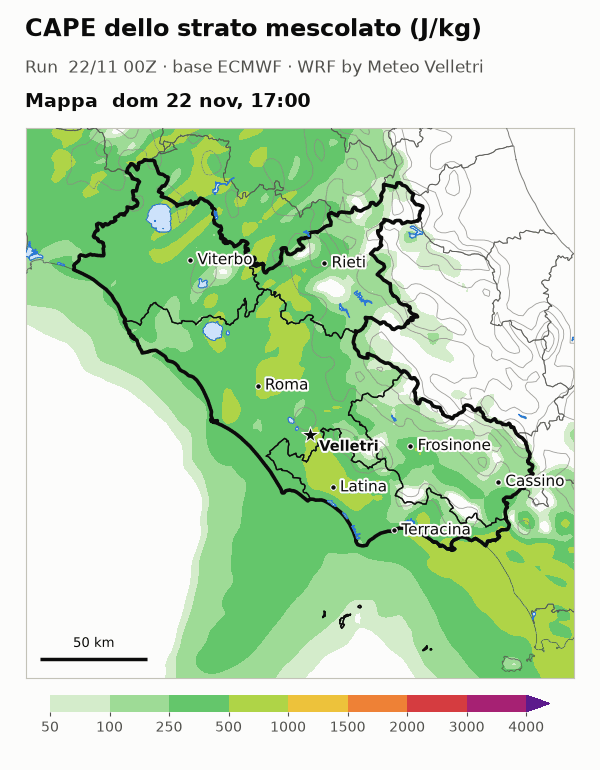 CAPE dello strato mescolato (J/kg)
Run 22/11 00Z · base ECMWF · WRF by Meteo Velletri
Mappa dom 22 nov, 17:00
Viterbo
Rieti
Roma
Velletri
Frosinone
Latina
Cassino
Terracina
50 km
50 100 250 500 1000 1500 2000 3000 4000